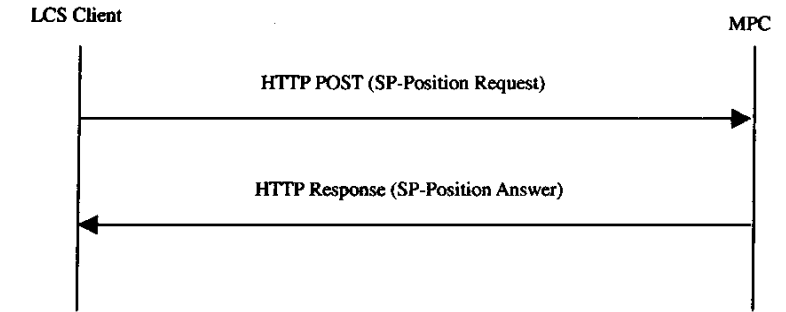 LCS Client
MPC
HTTP POST (SP-Position Request)
HTTP Response (SP-Position Answer)